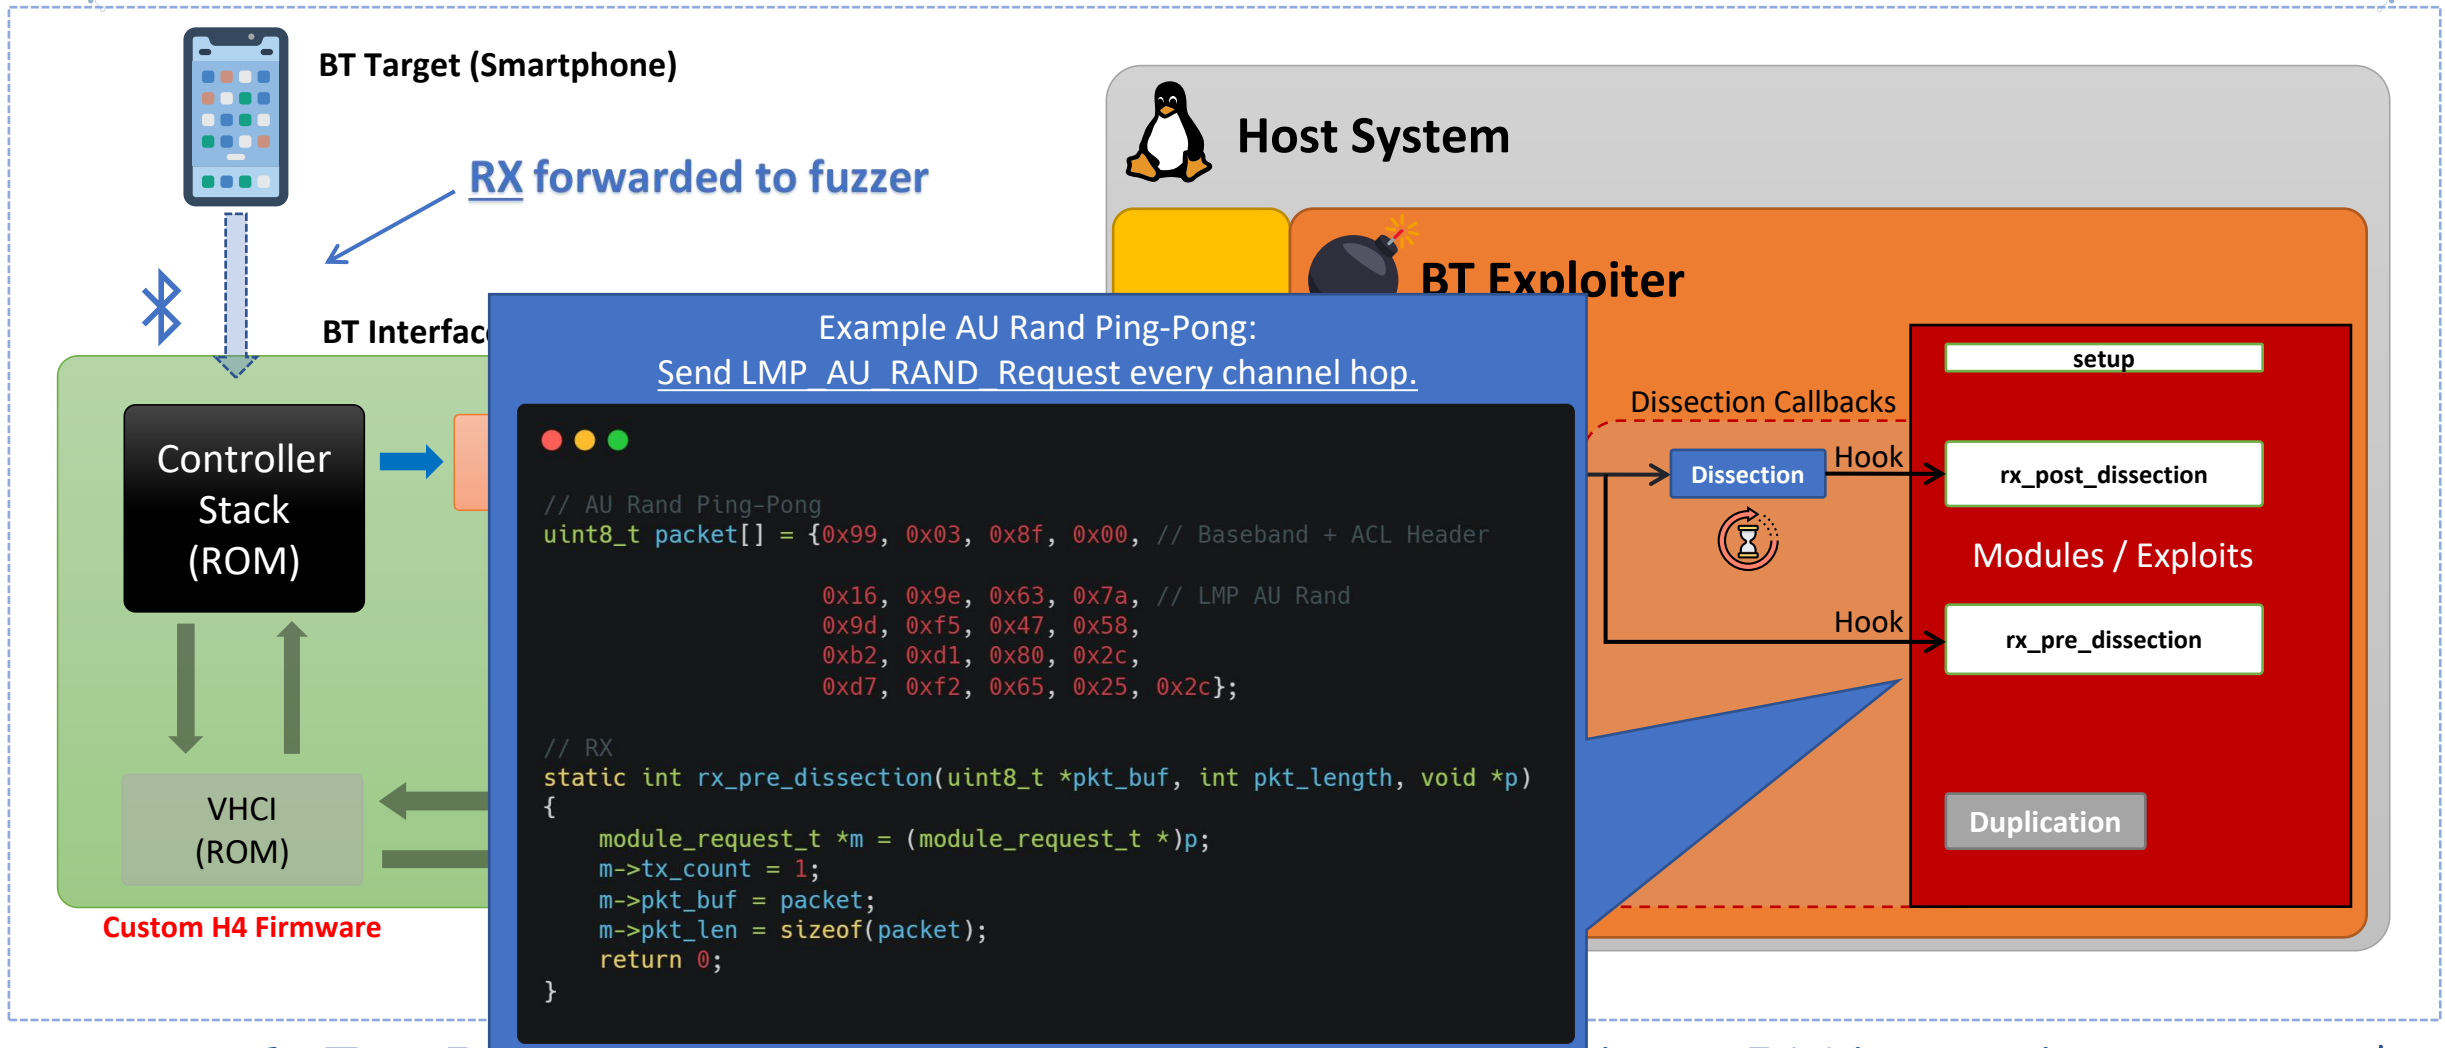 BT Target (Smartphone)
RX forwarded to fuzzer
BT Interface
Controller
Stack
(ROM)
VHCI
(ROM)
Custom H4 Firmware
Host System
BT Exploiter
Example AU Rand Ping-Pong:
Send LMP_AU_RAND_Request every channel hop.
// AU Rand Ping-Pong
uint8_t packet[] = {0x99, 0x03, 0x8f, 0x00, // Baseband + ACL Header
0x16, 0x9e, 0x63, 0x7a, // LMP AU Rand
0x9d, 0xf5, 0x47, 0x58,
0xb2, 0xd1, 0x80, 0x2c,
0xd7, 0xf2, 0x65, 0x25, 0x2c};
// RX
static int rx_pre_dissection(uint8_t *pkt_buf, int pkt_length, void *p)
{
module_request_t *m = (module_request_t *)p;
m->tx_count = 1;
m->pkt_buf = packet;
m->pkt_len = sizeof(packet);
return 0;
}
Dissection Callbacks
Dissection
Hook
Hook
setup
rx_post_dissection
Modules / Exploits
rx_pre_dissection
Duplication